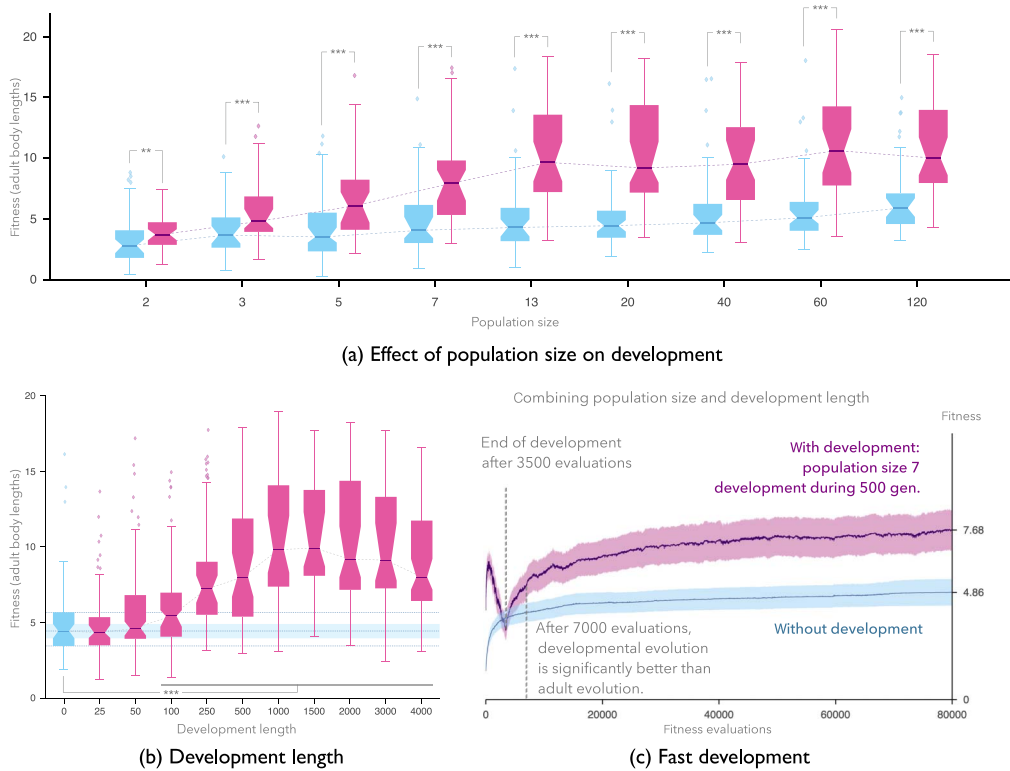 20
15
10
5
0
Fitness (adult body lengths)
** *** *** *** *** *** *** *** ***
2 3 5 7 13 20 40 60 120
Population size
(a) Effect of population size on development
20
15
10
5
0
Fitness (adult body lengths)
***
0 25 50 100 250 500 1000 1500 2000 3000 4000
Development length
(b) Development length
Combining population size and development length
Fitness
End of development
after 3500 evaluations
With development:
population size 7
development during 500 gen.
7.68
4.86
Without development
After 7000 evaluations,
developmental evolution
is significantly better than
adult evolution.
0
0 20000 40000 60000 80000
Fitness evaluations
(c) Fast development